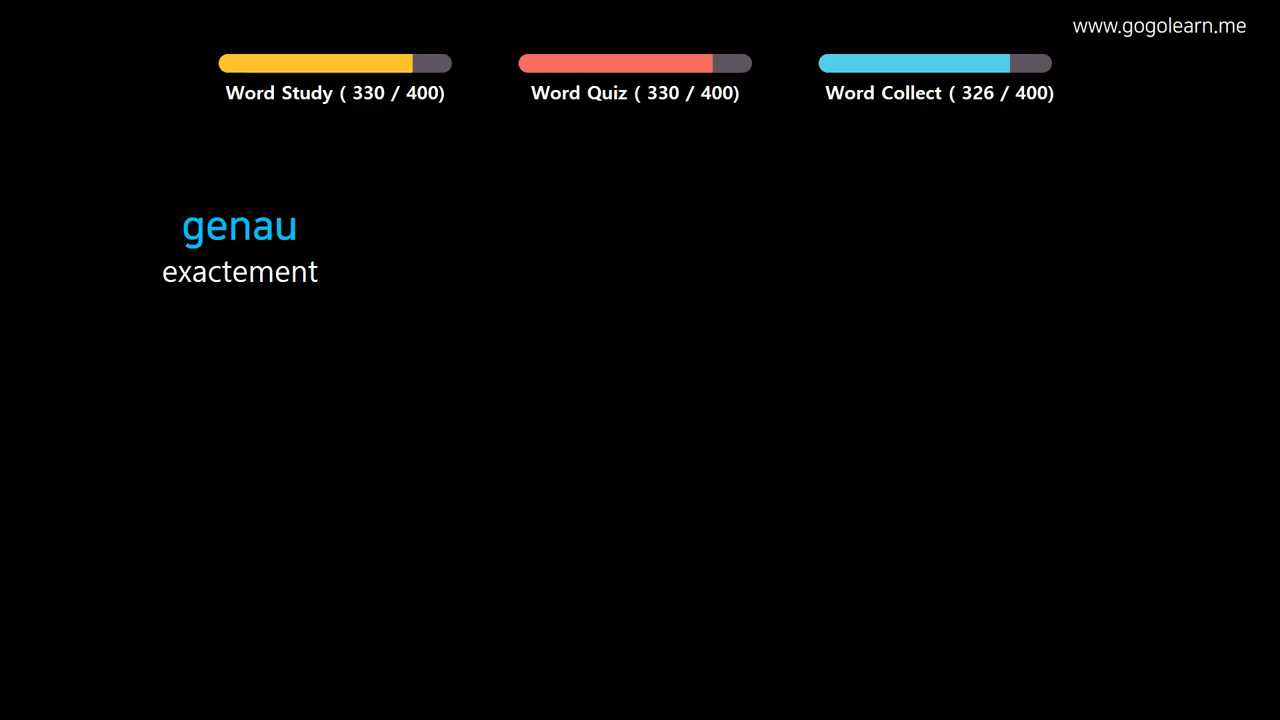 www.gogolearn.me
Word Study ( 330 / 400)
Word Quiz ( 330 / 400)
Word Collect ( 326 / 400)
genau
exactement